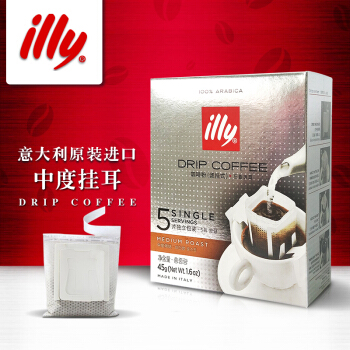 illy
意大利原装进口
中度挂耳
DRIP COFFEE
100% ARABICA
illy
DRIP COFFEE
5 SINGLE
SERVINGS
MEDIUM ROAST
45g(Net Wt.1.6oz)
MADE IN ITALY